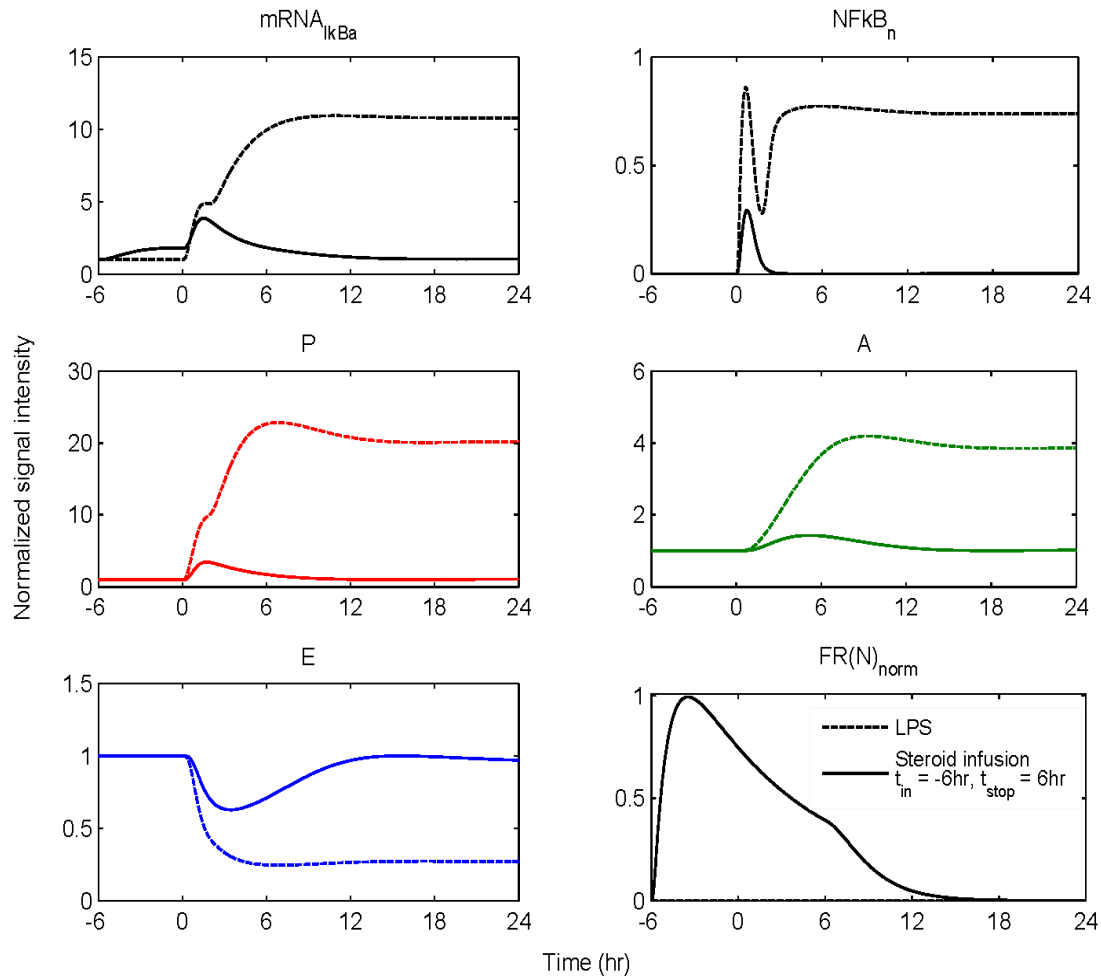 mRNA_IkBa
NFkB_n
15
10
5
0
-6 0 6 12 18 24
1
0.5
0
-6 0 6 12 18 24
P
A
30
20
10
0
-6 0 6 12 18 24
6
4
2
0
-6 0 6 12 18 24
Normalized signal intensity
E
FR(N)_norm
1.5
1
0.5
0
-6 0 6 12 18 24
1
0.5
0
LPS
Steroid infusion
t_in = -6hr, t_stop = 6hr
-6 0 6 12 18 24
Time (hr)